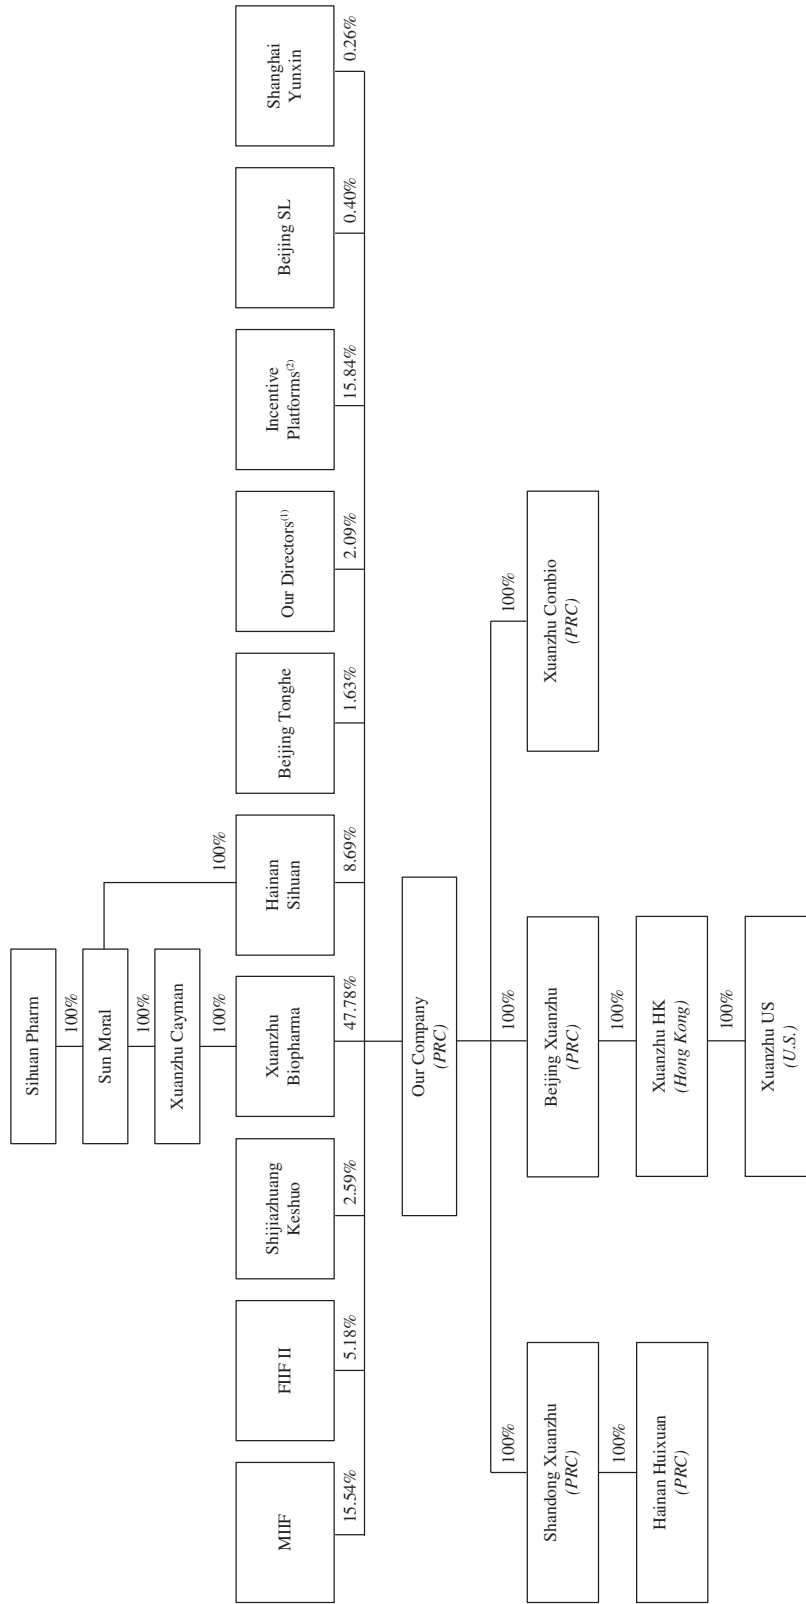 Sihuan Pharm
100%
Sun Moral
100%
100%
Xuanzhu Cayman
100%
MIIF
FIIF II
Shijiazhuang
Keshuo
Xuanzhu
Biopharma
Hainan
Sihuan
Beijing Tonghe
Our Directors(1)
Incentive
Platforms(2)
Beijing SL
Shanghai
Yunxin
15.54%
5.18%
2.59%
47.78%
8.69%
1.63%
2.09%
15.84%
0.40%
0.26%
Our Company
(PRC)
100%
100%
100%
Shandong Xuanzhu
(PRC)
Beijing Xuanzhu
(PRC)
Xuanzhu Combio
(PRC)
100%
100%
Hainan Huixuan
(PRC)
Xuanzhu HK
(Hong Kong)
100%
Xuanzhu US
(U.S.)